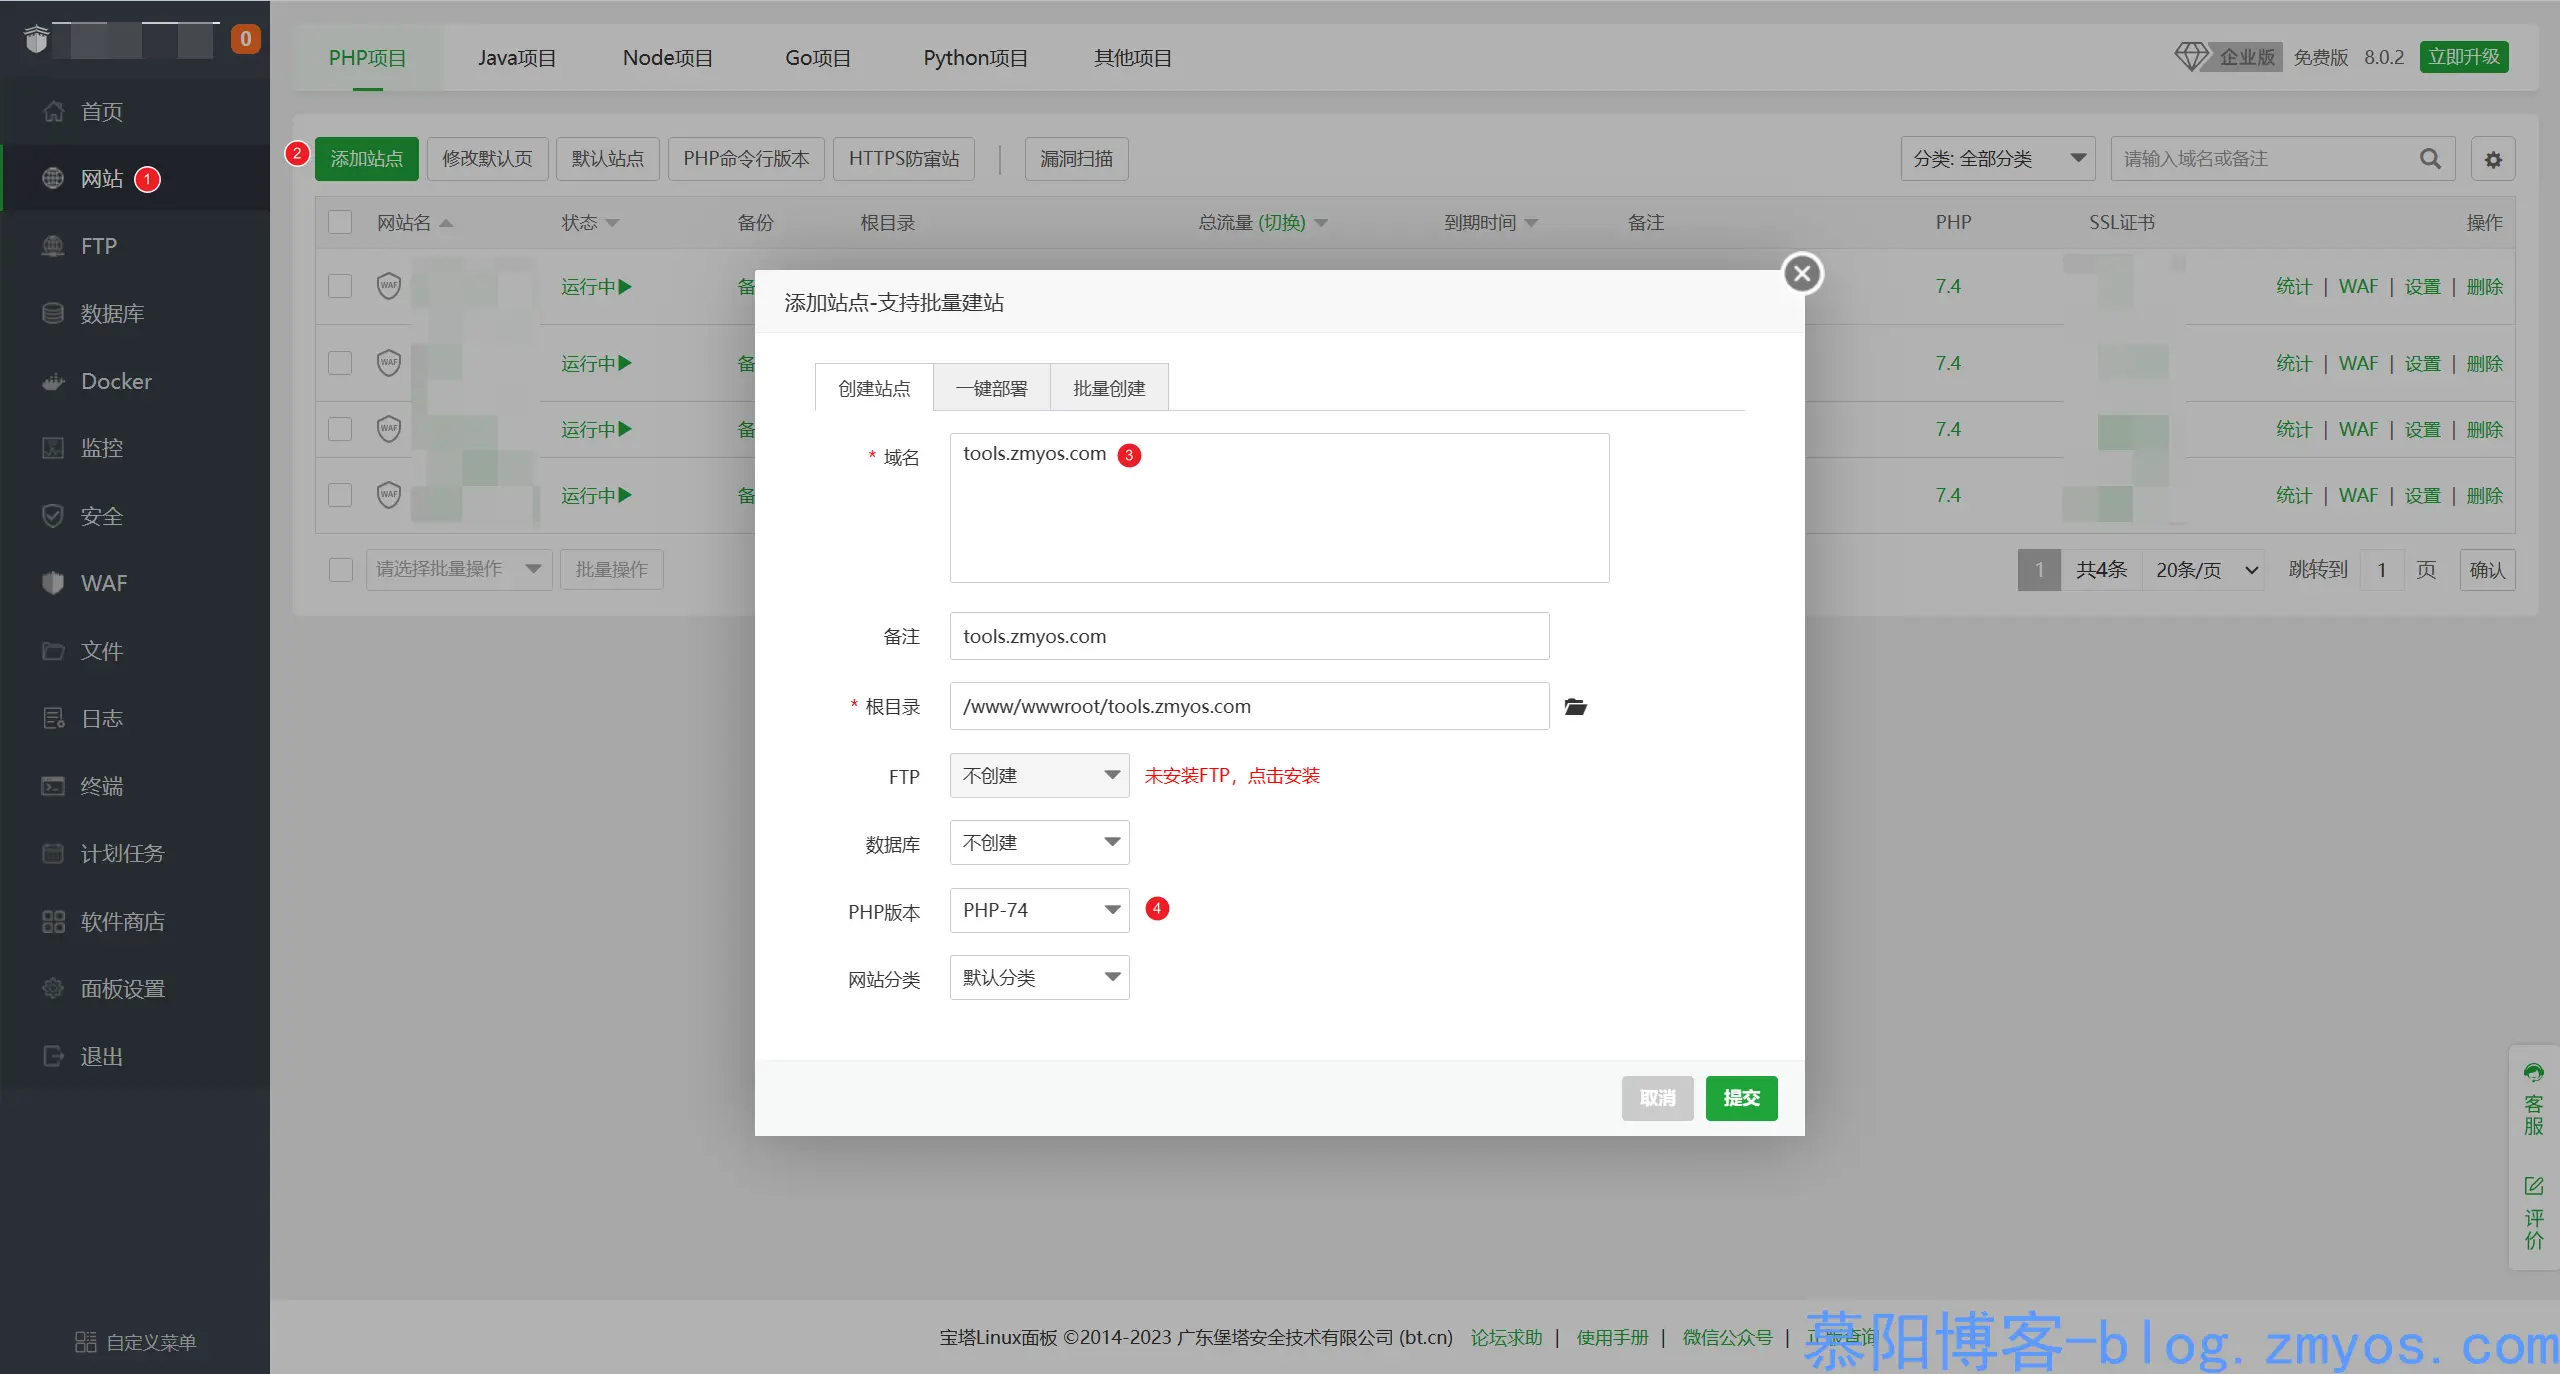 0
首页
网站 1
FTP
数据库
Docker
监控
安全
WAF
文件
日志
终端
计划任务
软件商店
面板设置
退出
自定义菜单
PHP项目 Java项目 Node项目 Go项目 Python项目 其他项目
企业版 免费版 8.0.2 立即升级
2 添加站点 修改默认页 默认站点 PHP命令行版本 HTTPS防窜站 | 漏洞扫描
分类: 全部分类 请输入域名或备注
网站名 状态 备份 根目录 总流量 (切换) 到期时间 备注 PHP SSL证书 操作
WAF 运行中 备 7.4 统计 | WAF | 设置 | 删除
WAF 运行中 备 7.4 统计 | WAF | 设置 | 删除
WAF 运行中 备 7.4 统计 | WAF | 设置 | 删除
WAF 运行中 备 7.4 统计 | WAF | 设置 | 删除
请选择批量操作 批量操作
1 共4条 20条/页 跳转到 1 页 确认
添加站点-支持批量建站
创建站点 一键部署 批量创建
* 域名 tools.zmyos.com 3
备注 tools.zmyos.com
* 根目录 /www/wwwroot/tools.zmyos.com
FTP 不创建 未安装FTP，点击安装
数据库 不创建
PHP版本 PHP-74 4
网站分类 默认分类
取消 提交
客服
评价
宝塔Linux面板 ©2014-2023 广东堡塔安全技术有限公司 (bt.cn) 论坛求助 | 使用手册 | 微信公众号 | 正版查询
慕阳博客-blog.zmyos.com